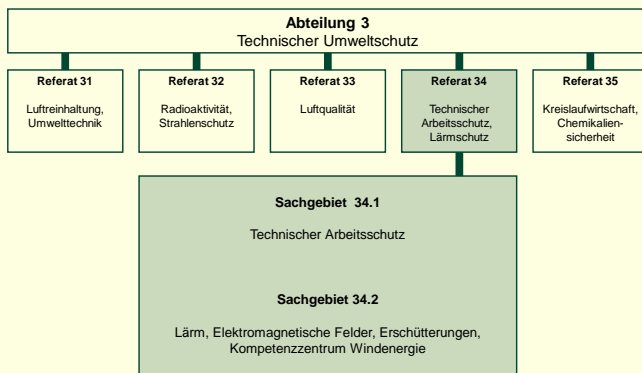 Abteilung 3
Technischer Umweltschutz
Referat 31
Luftreinhaltung,
Umwelttechnik
Referat 32
Radioaktivität,
Strahlenschutz
Referat 33
Luftqualität
Referat 34
Technischer
Arbeitsschutz,
Lärmschutz
Referat 35
Kreislaufwirtschaft,
Chemikalien-
sicherheit
Sachgebiet 34.1
Technischer Arbeitsschutz
Sachgebiet 34.2
Lärm, Elektromagnetische Felder, Erschütterungen,
Kompetenzzentrum Windenergie